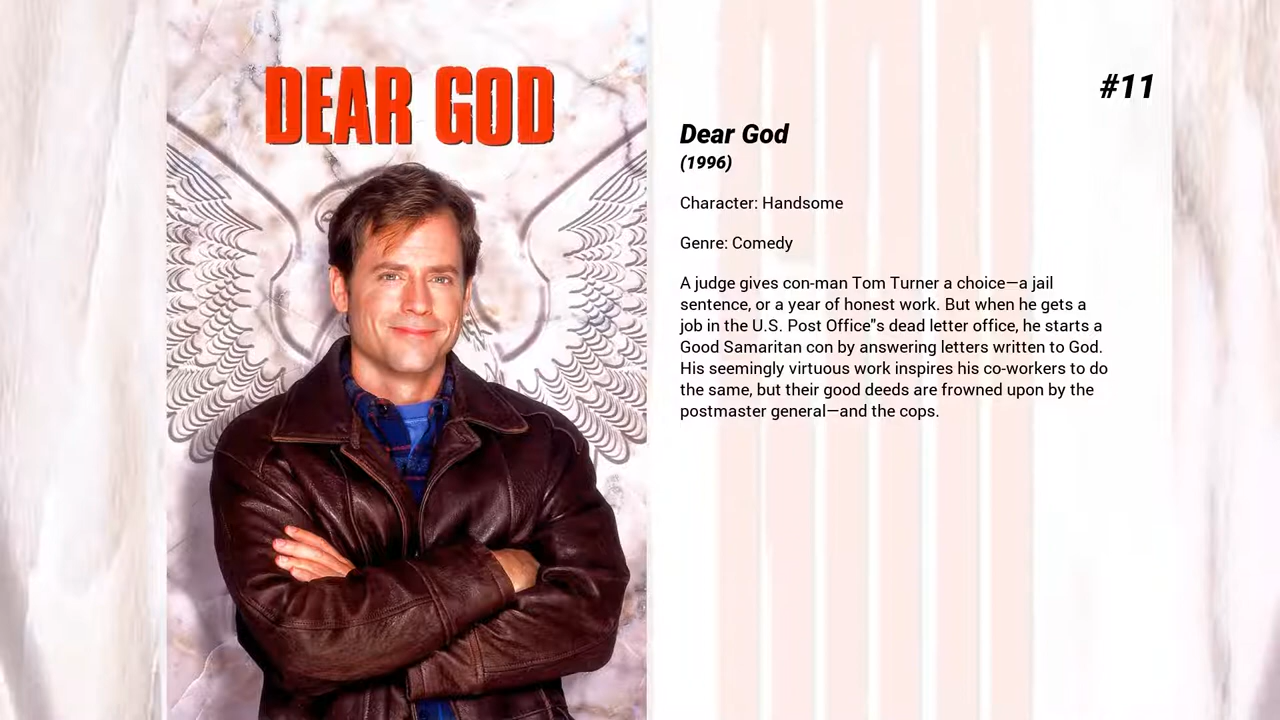 DEAR GOD
#11
Dear God
(1996)
Character: Handsome
Genre: Comedy
A judge gives con-man Tom Turner a choice—a jail
sentence, or a year of honest work. But when he gets a
job in the U.S. Post Office"s dead letter office, he starts a
Good Samaritan con by answering letters written to God.
His seemingly virtuous work inspires his co-workers to do
the same, but their good deeds are frowned upon by the
postmaster general—and the cops.